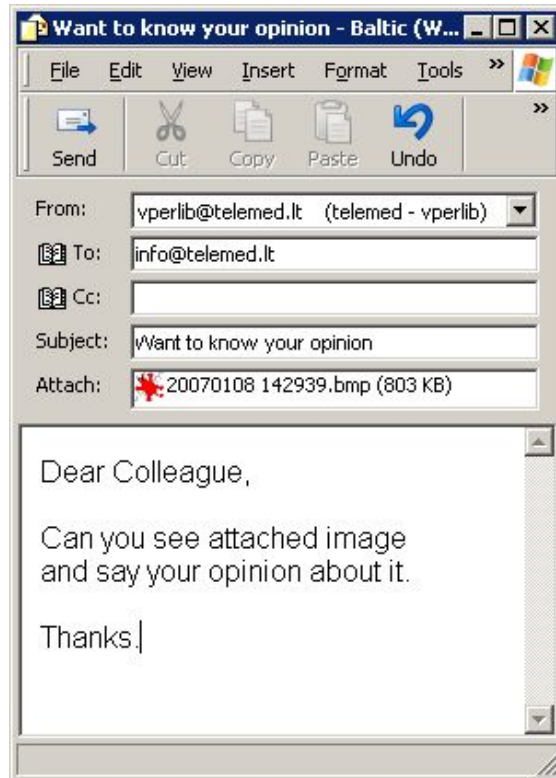 Want to know your opinion - Baltic (W...
File Edit View Insert Format Tools »
Send Cut Copy Paste Undo »
From: vperlib@telemed.lt (telemed - vperlib)
To: info@telemed.lt
Cc:
Subject: Want to know your opinion
Attach: 20070108 142939.bmp (803 KB)
Dear Colleague,
Can you see attached image
and say your opinion about it.
Thanks.